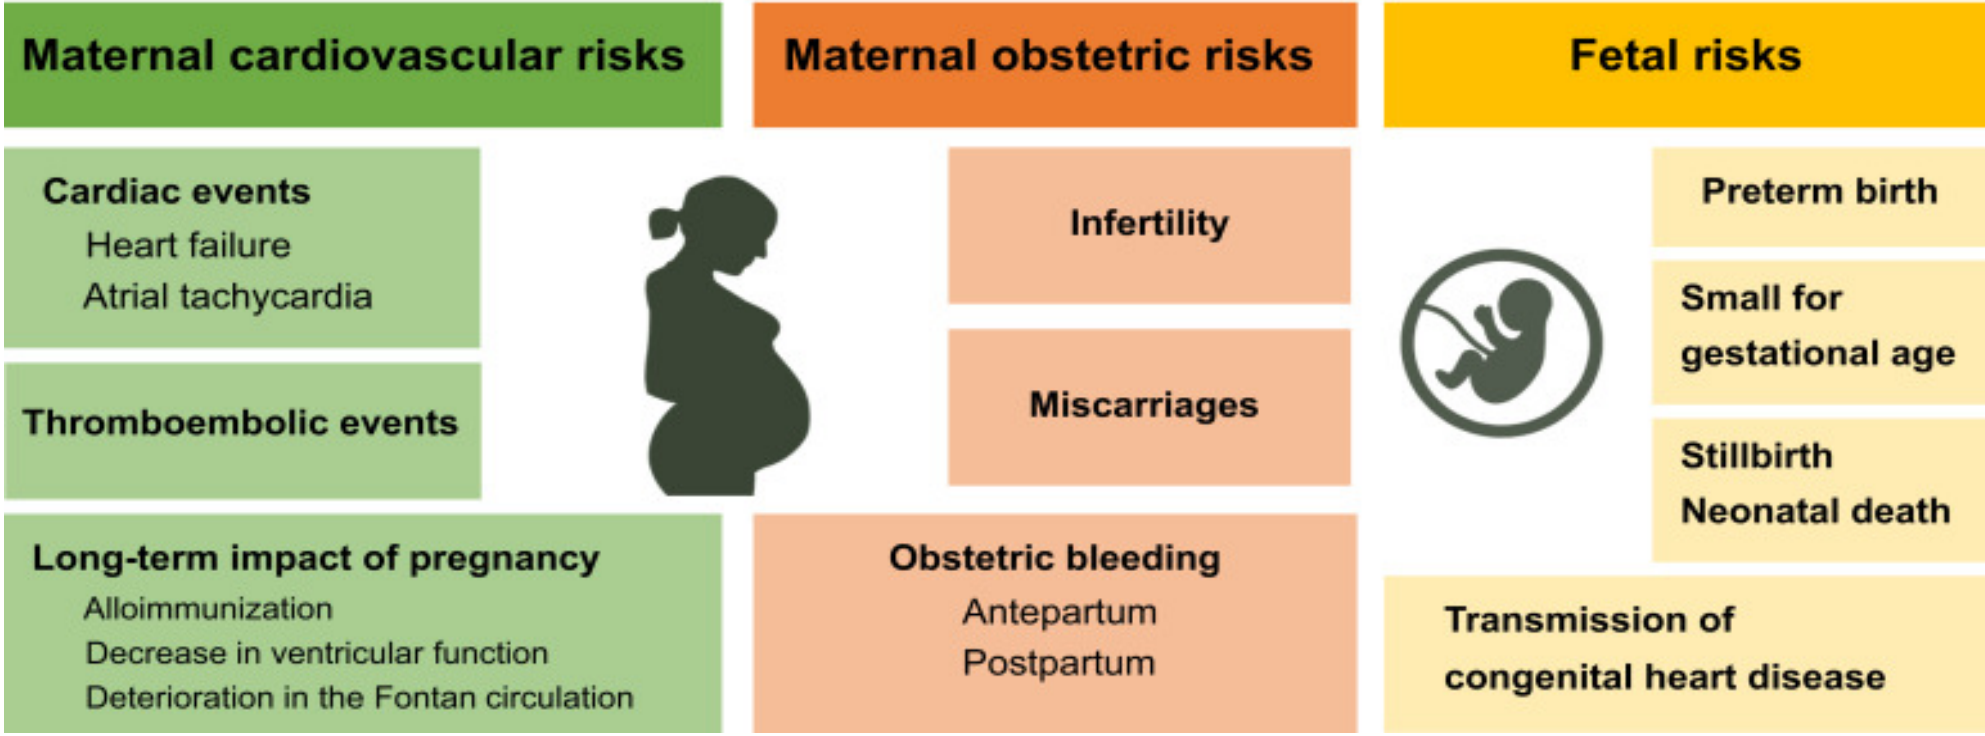 Maternal cardiovascular risks
Cardiac events
Heart failure
Atrial tachycardia
Thromboembolic events
Long-term impact of pregnancy
Alloimmunization
Decrease in ventricular function
Deterioration in the Fontan circulation
Maternal obstetric risks
Infertility
Miscarriages
Obstetric bleeding
Antepartum
Postpartum
Fetal risks
Preterm birth
Small for
gestational age
Stillbirth
Neonatal death
Transmission of
congenital heart disease